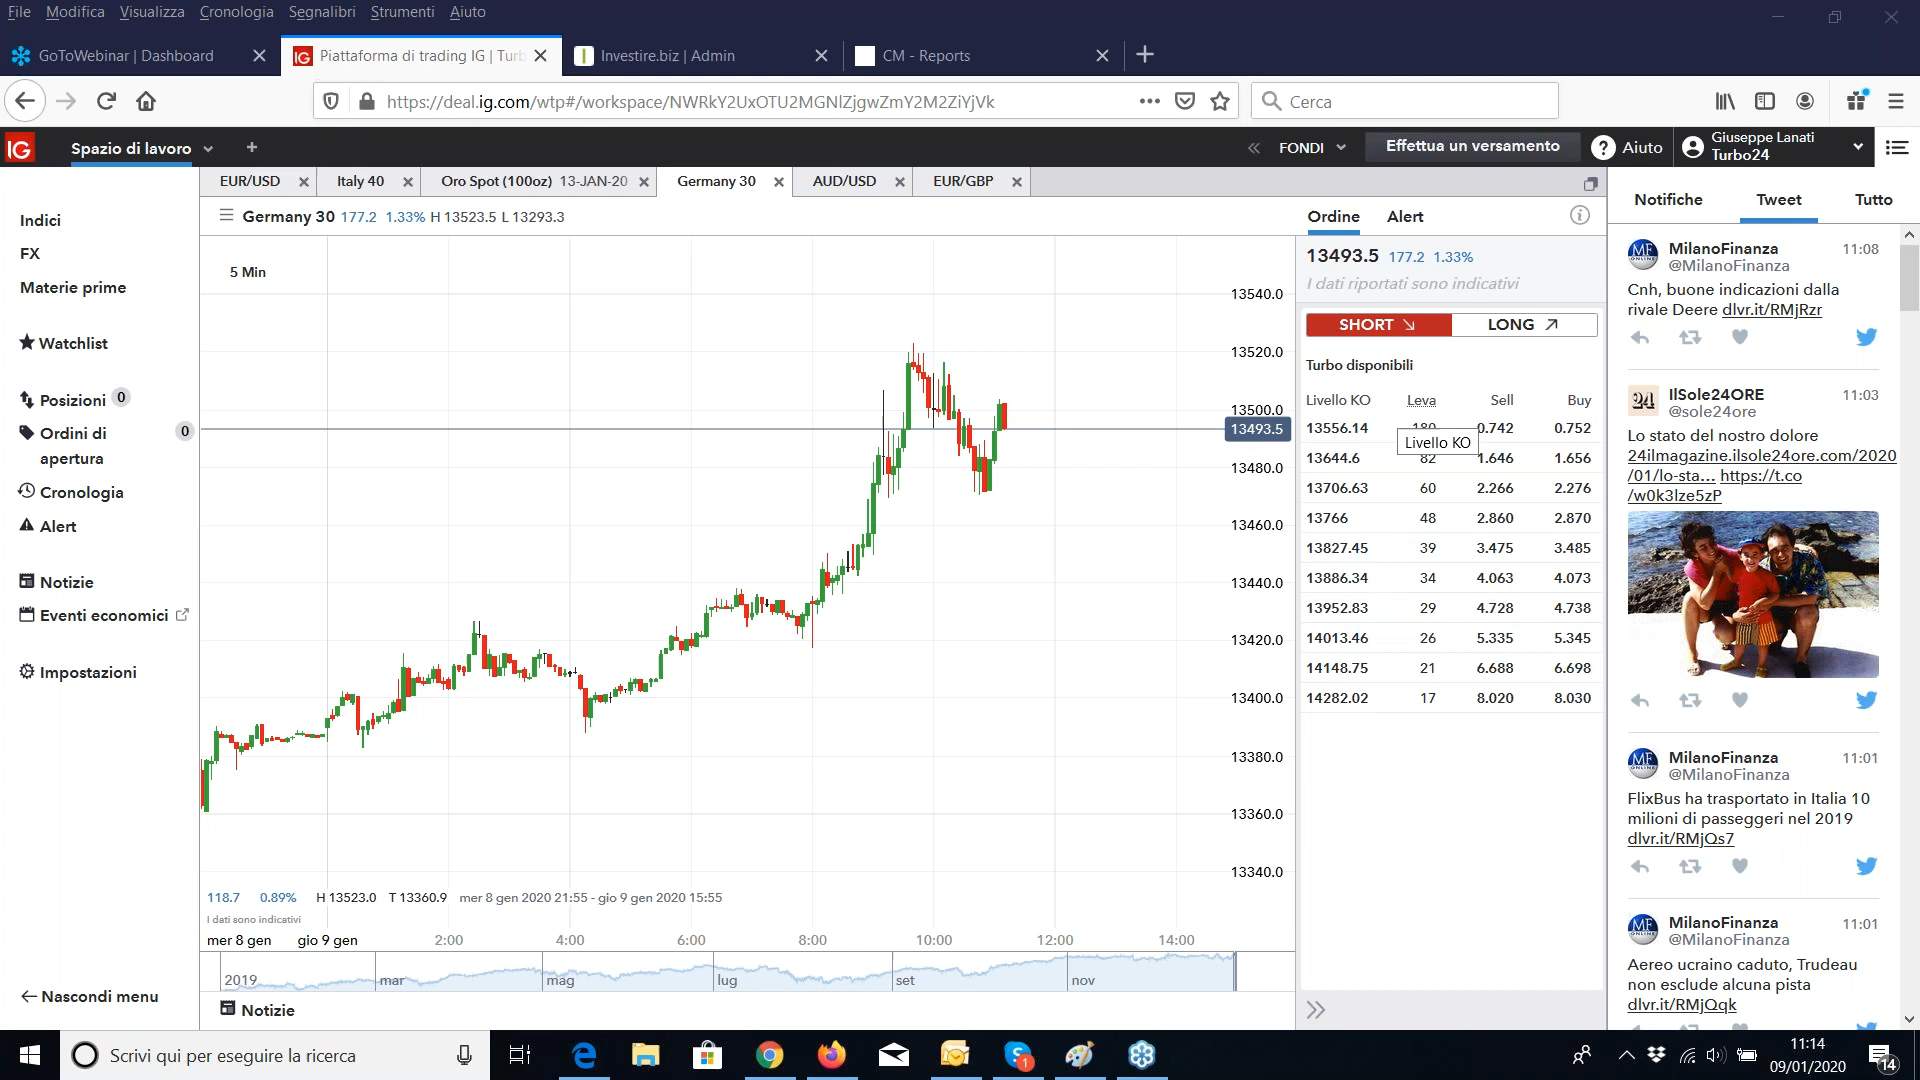 File Modifica Visualizza Cronologia Segnalibri Strumenti Aiuto
GoToWebinar | Dashboard
IG Piattaforma di trading IG | Turb
Investire.biz | Admin
CM - Reports
https://deal.ig.com/wtp#/workspace/NWRkY2UxOTU2MGNlZjgwZmY2M2ZiYjVk
Cerca
IG Spazio di lavoro
FONDI
Effettua un versamento
Aiuto
Giuseppe Lanati
Turbo24
Indici
FX
Materie prime
Watchlist
Posizioni 0
Ordini di apertura 0
Cronologia
Alert
Notizie
Eventi economici
Impostazioni
Nascondi menu
EUR/USD
Italy 40
Oro Spot (100oz) 13-JAN-20
Germany 30
AUD/USD
EUR/GBP
Germany 30 177.2 1.33% H 13523.5 L 13293.3
5 Min
13540.0
13520.0
13500.0
13493.5
13480.0
13460.0
13440.0
13420.0
13400.0
13380.0
13360.0
13340.0
118.7 0.89% H 13523.0 T 13360.9 mer 8 gen 2020 21:55 - gio 9 gen 2020 15:55
I dati sono indicativi
mer 8 gen gio 9 gen 2:00 4:00 6:00 8:00 10:00 12:00 14:00
2019 mar mag lug set nov
Notizie
Ordine Alert
13493.5 177.2 1.33%
I dati riportati sono indicativi
SHORT LONG
Turbo disponibili
Livello KO Leva Sell Buy
13556.14 180 0.742 0.752
Livello KO
13644.6 82 1.646 1.656
13706.63 60 2.266 2.276
13766 48 2.860 2.870
13827.45 39 3.475 3.485
13886.34 34 4.063 4.073
13952.83 29 4.728 4.738
14013.46 26 5.335 5.345
14148.75 21 6.688 6.698
14282.02 17 8.020 8.030
Notifiche Tweet Tutto
MilanoFinanza 11:08
@MilanoFinanza
Cnh, buone indicazioni dalla
rivale Deere dlvr.it/RMjRzr
24 IlSole24ORE 11:03
@sole24ore
Lo stato del nostro dolore
24ilmagazine.ilsole24ore.com/2020
/01/lo-sta... https://t.co
/w0k3lze5zP
MilanoFinanza 11:01
@MilanoFinanza
FlixBus ha trasportato in Italia 10
milioni di passeggeri nel 2019
dlvr.it/RMjQs7
MilanoFinanza 11:01
@MilanoFinanza
Aereo ucraino caduto, Trudeau
non esclude alcuna pista
dlvr.it/RMjQqk
Scrivi qui per eseguire la ricerca
1
11:14
09/01/2020
14